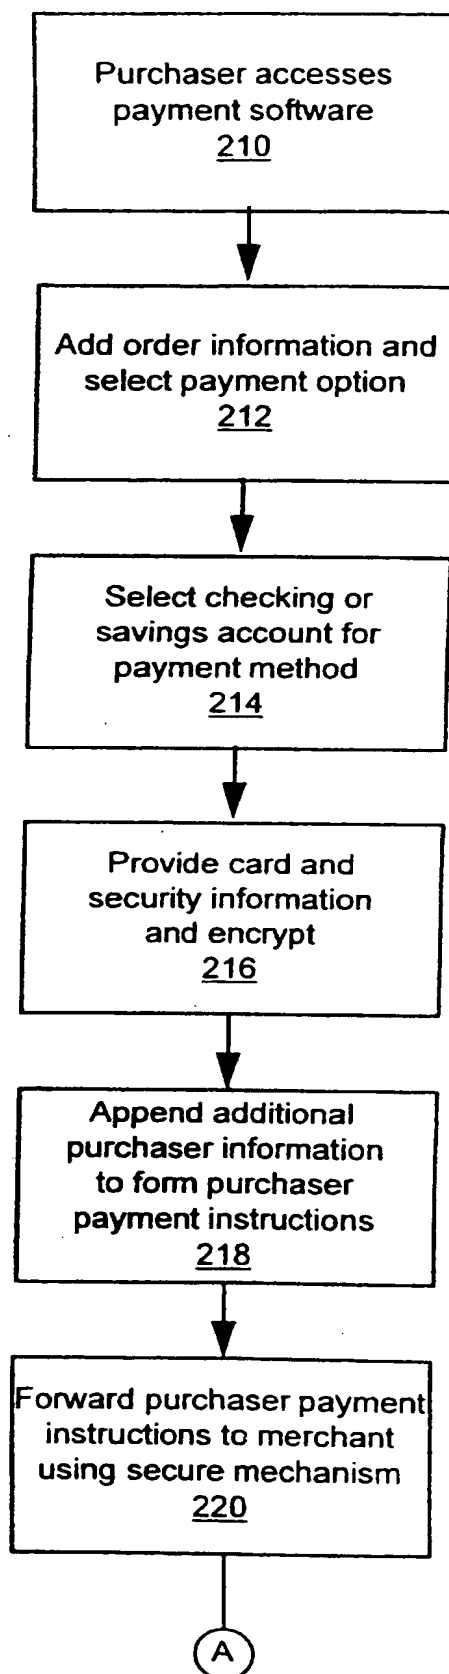 Purchaser accesses
payment software
210
Add order information and
select payment option
212
Select checking or
savings account for
payment method
214
Provide card and
security information
and encrypt
216
Append additional
purchaser information
to form purchaser
payment instructions
218
Forward purchaser payment
instructions to merchant
using secure mechanism
220
A